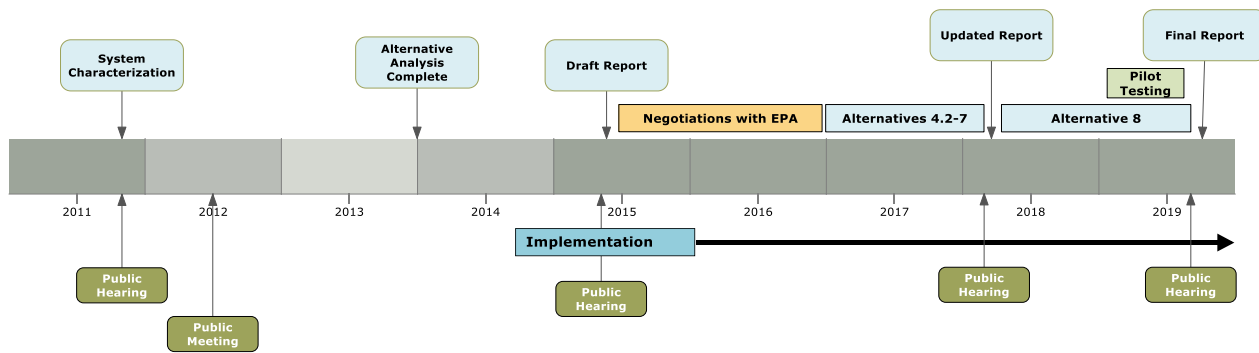 System
Characterization
Alternative
Analysis
Complete
Draft Report
Updated Report
Final Report
Pilot
Testing
Negotiations with EPA
Alternatives 4.2-7
Alternative 8
2011
2012
2013
2014
2015
2016
2017
2018
2019
Implementation
Public
Hearing
Public
Meeting
Public
Hearing
Public
Hearing
Public
Hearing